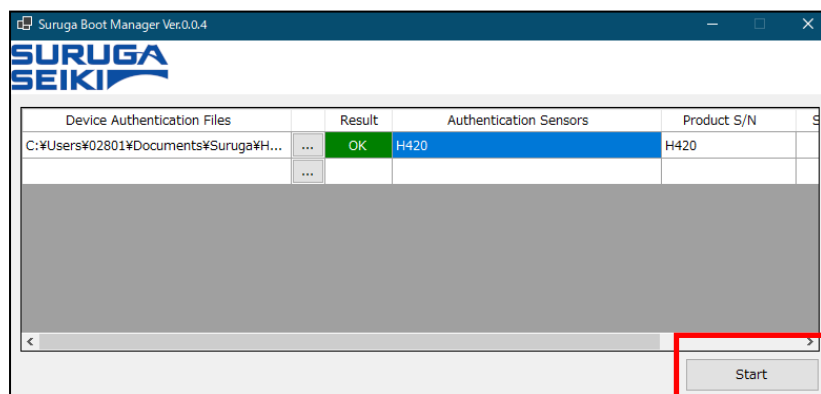 Suruga Boot Manager Ver.0.0.4
SURUGA
SEIKI
Device Authentication Files Result Authentication Sensors Product S/N S
C:¥Users¥02801¥Documents¥Suruga¥H... ... OK H420 H420
...
Start